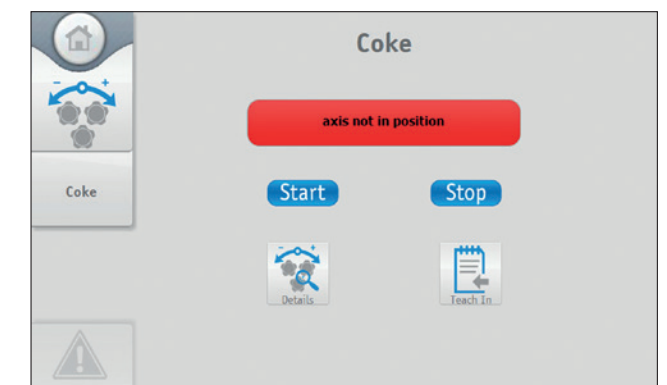 Coke
axis not in position
- +
Coke
Start
Stop
- +
Details
Teach In